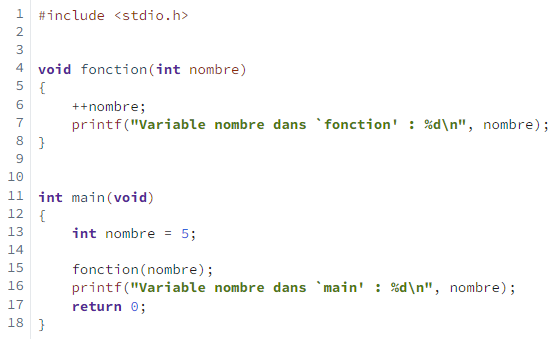 1 #include <stdio.h>
2
3
4 void fonction(int nombre)
5 {
6     ++nombre;
7     printf("Variable nombre dans `fonction' : %d\n", nombre);
8 }
9
10
11 int main(void)
12 {
13     int nombre = 5;
14
15     fonction(nombre);
16     printf("Variable nombre dans `main' : %d\n", nombre);
17     return 0;
18 }